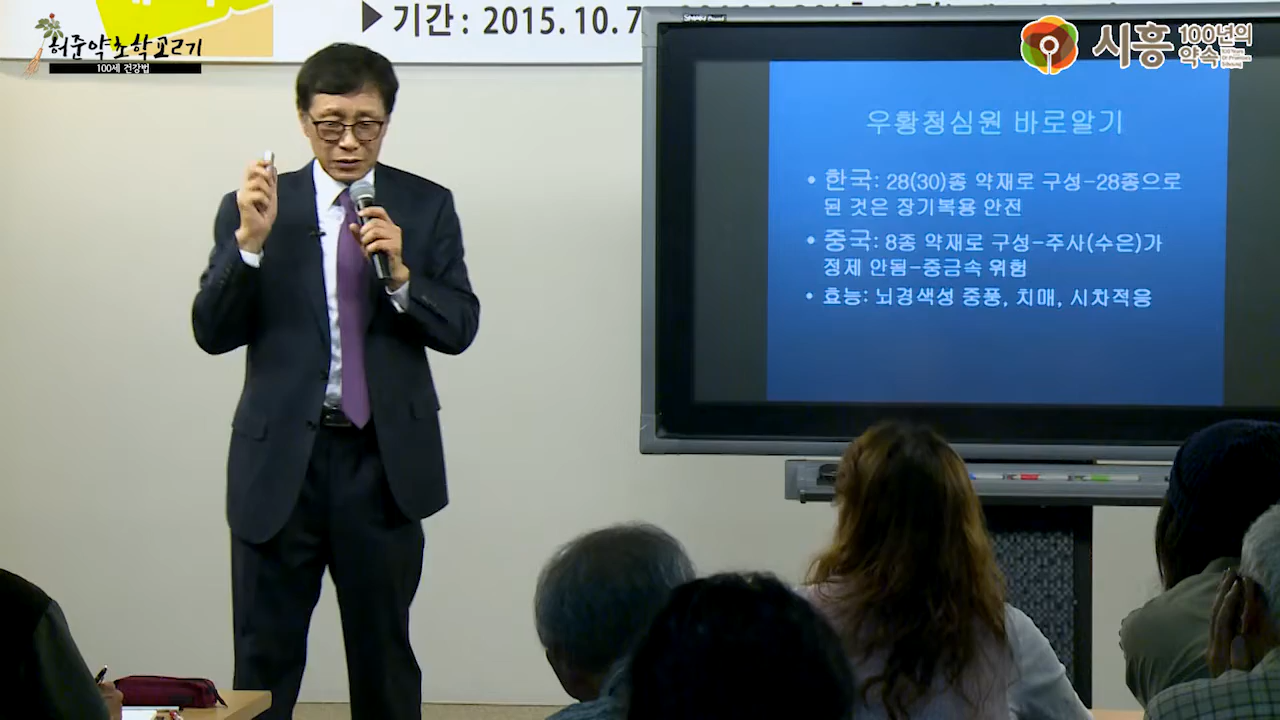 ▶기간 : 2015.10.7
허준약초학교 2기
100세 건강법
SMART Board
시흥 100년의 약속
우황청심원 바로알기
• 한국: 28(30)종 약재로 구성-28종으로
된 것은 장기복용 안전
• 중국: 8종 약재로 구성-주사(수은)가
정제 안됨-중금속 위험
• 효능: 뇌경색성 중풍, 치매, 시차적응